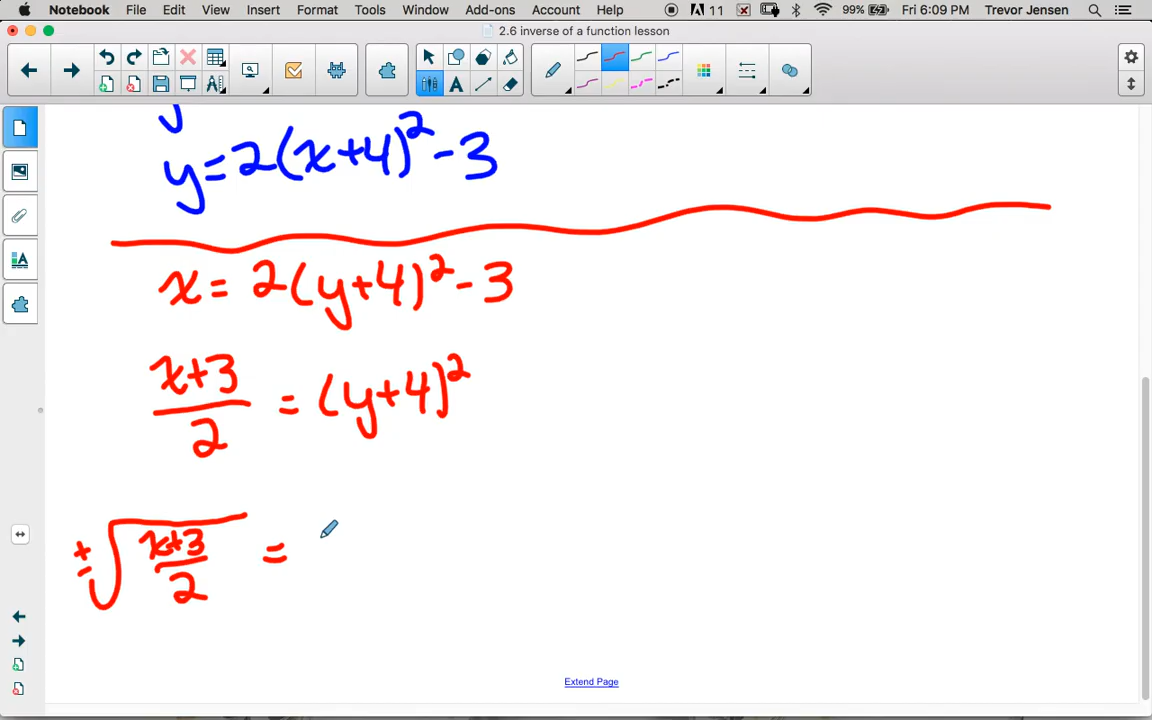 Notebook File Edit View Insert Format Tools Window Add-ons Account Help 11 99% Fri 6:09 PM Trevor Jensen
2.6 inverse of a function lesson
A
y
y=2(x+4)²-3
x=2(y+4)²-3
x+3
= (y+4)²
2
±√
x+3
=
2
Extend Page